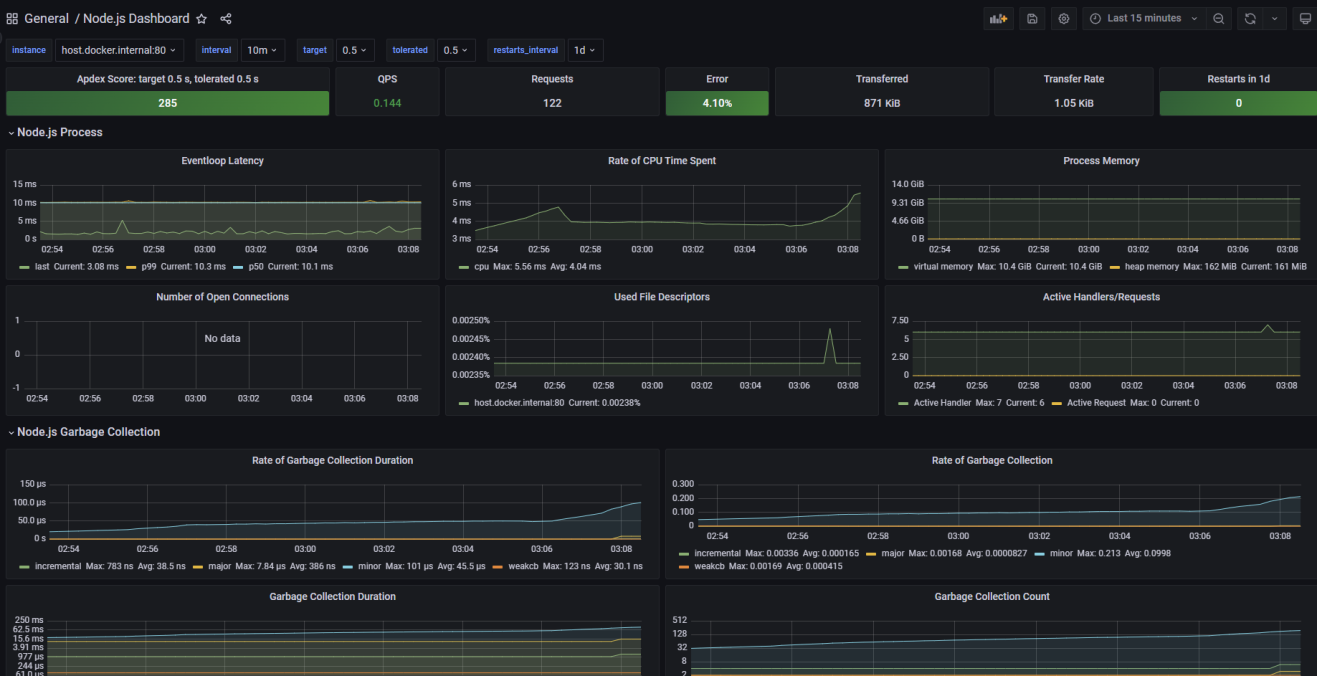 General / Node.js Dashboard
Last 15 minutes
instance host.docker.internal:80 interval 10m target 0.5 tolerated 0.5 restarts_interval 1d
Apdex Score: target 0.5 s, tolerated 0.5 s
285
QPS
0.144
Requests
122
Error
4.10%
Transferred
871 KiB
Transfer Rate
1.05 KiB
Restarts in 1d
0
Node.js Process
Eventloop Latency
15 ms
10 ms
5 ms
0 s
02:54 02:56 02:58 03:00 03:02 03:04 03:06 03:08
last Current: 3.08 ms p99 Current: 10.3 ms p50 Current: 10.1 ms
Rate of CPU Time Spent
6 ms
5 ms
4 ms
3 ms
02:54 02:56 02:58 03:00 03:02 03:04 03:06 03:08
cpu Max: 5.56 ms Avg: 4.04 ms
Process Memory
14.0 GiB
9.31 GiB
4.66 GiB
0 B
02:54 02:56 02:58 03:00 03:02 03:04 03:06 03:08
virtual memory Max: 10.4 GiB Current: 10.4 GiB heap memory Max: 162 MiB Current: 161 MiB
Number of Open Connections
1
0
-1
No data
02:54 02:56 02:58 03:00 03:02 03:04 03:06 03:08
Used File Descriptors
0.00250%
0.00245%
0.00240%
0.00235%
02:54 02:56 02:58 03:00 03:02 03:04 03:06 03:08
host.docker.internal:80 Current: 0.00238%
Active Handlers/Requests
7.50
5
2.50
0
02:54 02:56 02:58 03:00 03:02 03:04 03:06 03:08
Active Handler Max: 7 Current: 6 Active Request Max: 0 Current: 0
Node.js Garbage Collection
Rate of Garbage Collection Duration
150 µs
100.0 µs
50.0 µs
0 s
02:54 02:56 02:58 03:00 03:02 03:04 03:06 03:08
incremental Max: 783 ns Avg: 38.5 ns major Max: 7.84 µs Avg: 386 ns minor Max: 101 µs Avg: 45.5 µs weakcb Max: 123 ns Avg: 30.1 ns
Rate of Garbage Collection
0.300
0.200
0.100
0
02:54 02:56 02:58 03:00 03:02 03:04 03:06 03:08
incremental Max: 0.00336 Avg: 0.000165 major Max: 0.00168 Avg: 0.0000827 minor Max: 0.213 Avg: 0.0998
weakcb Max: 0.00169 Avg: 0.000415
Garbage Collection Duration
250 ms
62.5 ms
15.6 ms
3.91 ms
977 µs
244 µs
61.0 µs
Garbage Collection Count
512
128
32
8
2